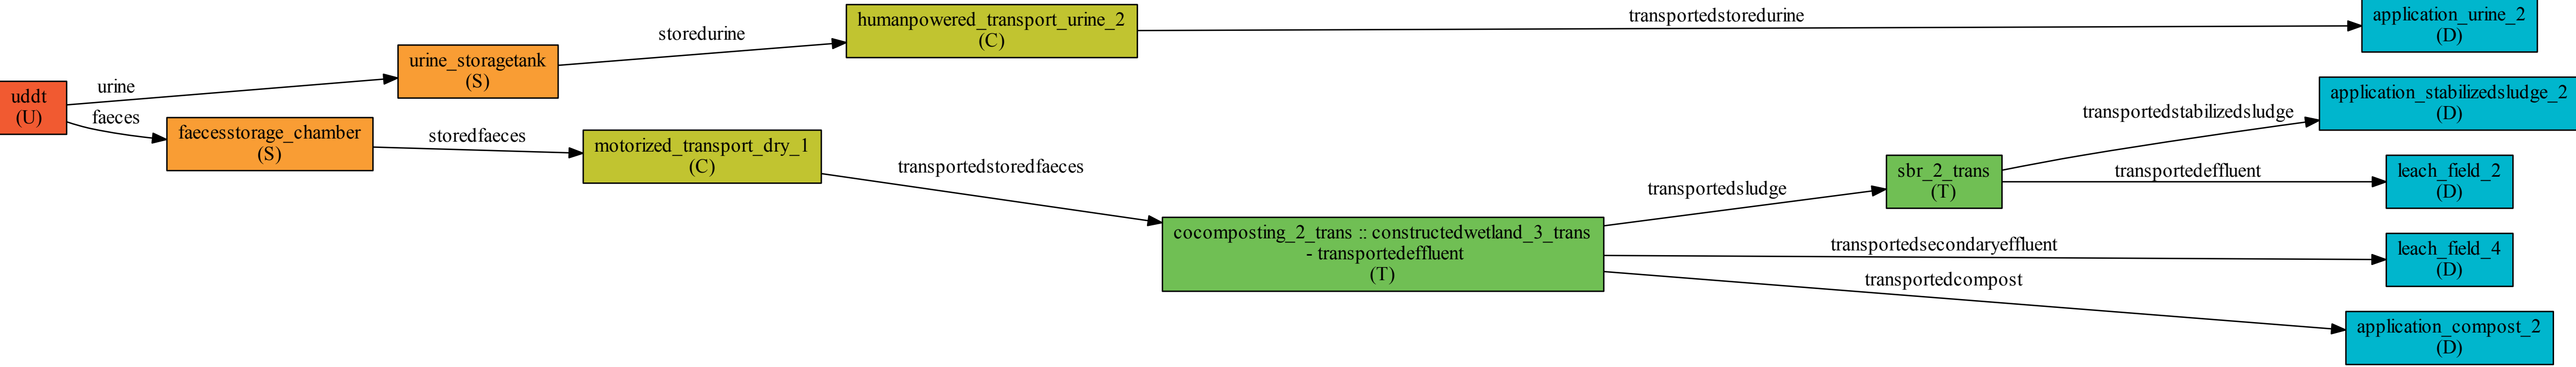 humanpowered_transport_urine_2
(C)
transportedstoredurine
application_urine_2
(D)
storedurine
urine_storagetank
(S)
urine
uddt
(U)
faeces
faecesstorage_chamber
(S)
storedfaeces
motorized_transport_dry_1
(C)
transportedstoredfaeces
cocomposting_2_trans :: constructedwetland_3_trans
- transportedeffluent
(T)
transportedsludge
sbr_2_trans
(T)
transportedstabilizedsludge
application_stabilizedsludge_2
(D)
transportedeffluent
leach_field_2
(D)
transportedsecondaryeffluent
leach_field_4
(D)
transportedcompost
application_compost_2
(D)